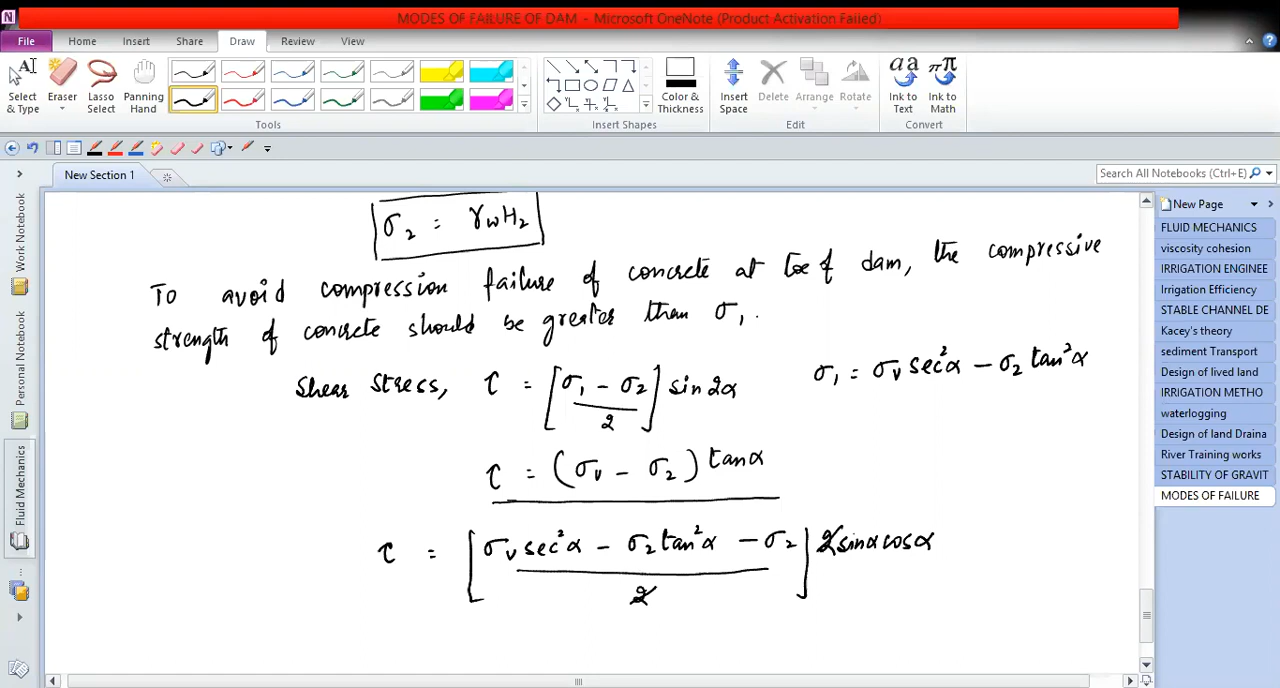 MODES OF FAILURE OF DAM - Microsoft OneNote (Product Activation Failed)
File Home Insert Share Draw Review View
Select & Type Eraser Lasso Select Panning Hand Color & Thickness Insert Space Delete Arrange Rotate Ink to Text Ink to Math
Tools Insert Shapes Edit Convert
New Section 1
Search All Notebooks (Ctrl+E)
New Page
FLUID MECHANICS
viscosity cohesion
IRRIGATION ENGINEE
Irrigation Efficiency
STABLE CHANNEL DE
Kacey's theory
sediment Transport
Design of lived land
IRRIGATION METHO
waterlogging
Design of land Draina
River Training works
STABILITY OF GRAVIT
MODES OF FAILURE
Work Notebook
Personal Notebook
Fluid Mechanics
σ₂ = γwH₂
To avoid compression failure of concrete at toe of dam, the compressive
strength of concrete should be greater than σ₁.
Shear Stress, τ = [(σ₁ - σ₂)/2] sin2α
σ₁ = σv sec²α - σ₂ tan²α
τ = (σv - σ₂) tanα
τ = [(σv sec²α - σ₂ tan²α - σ₂)/2] 2sinαcosα